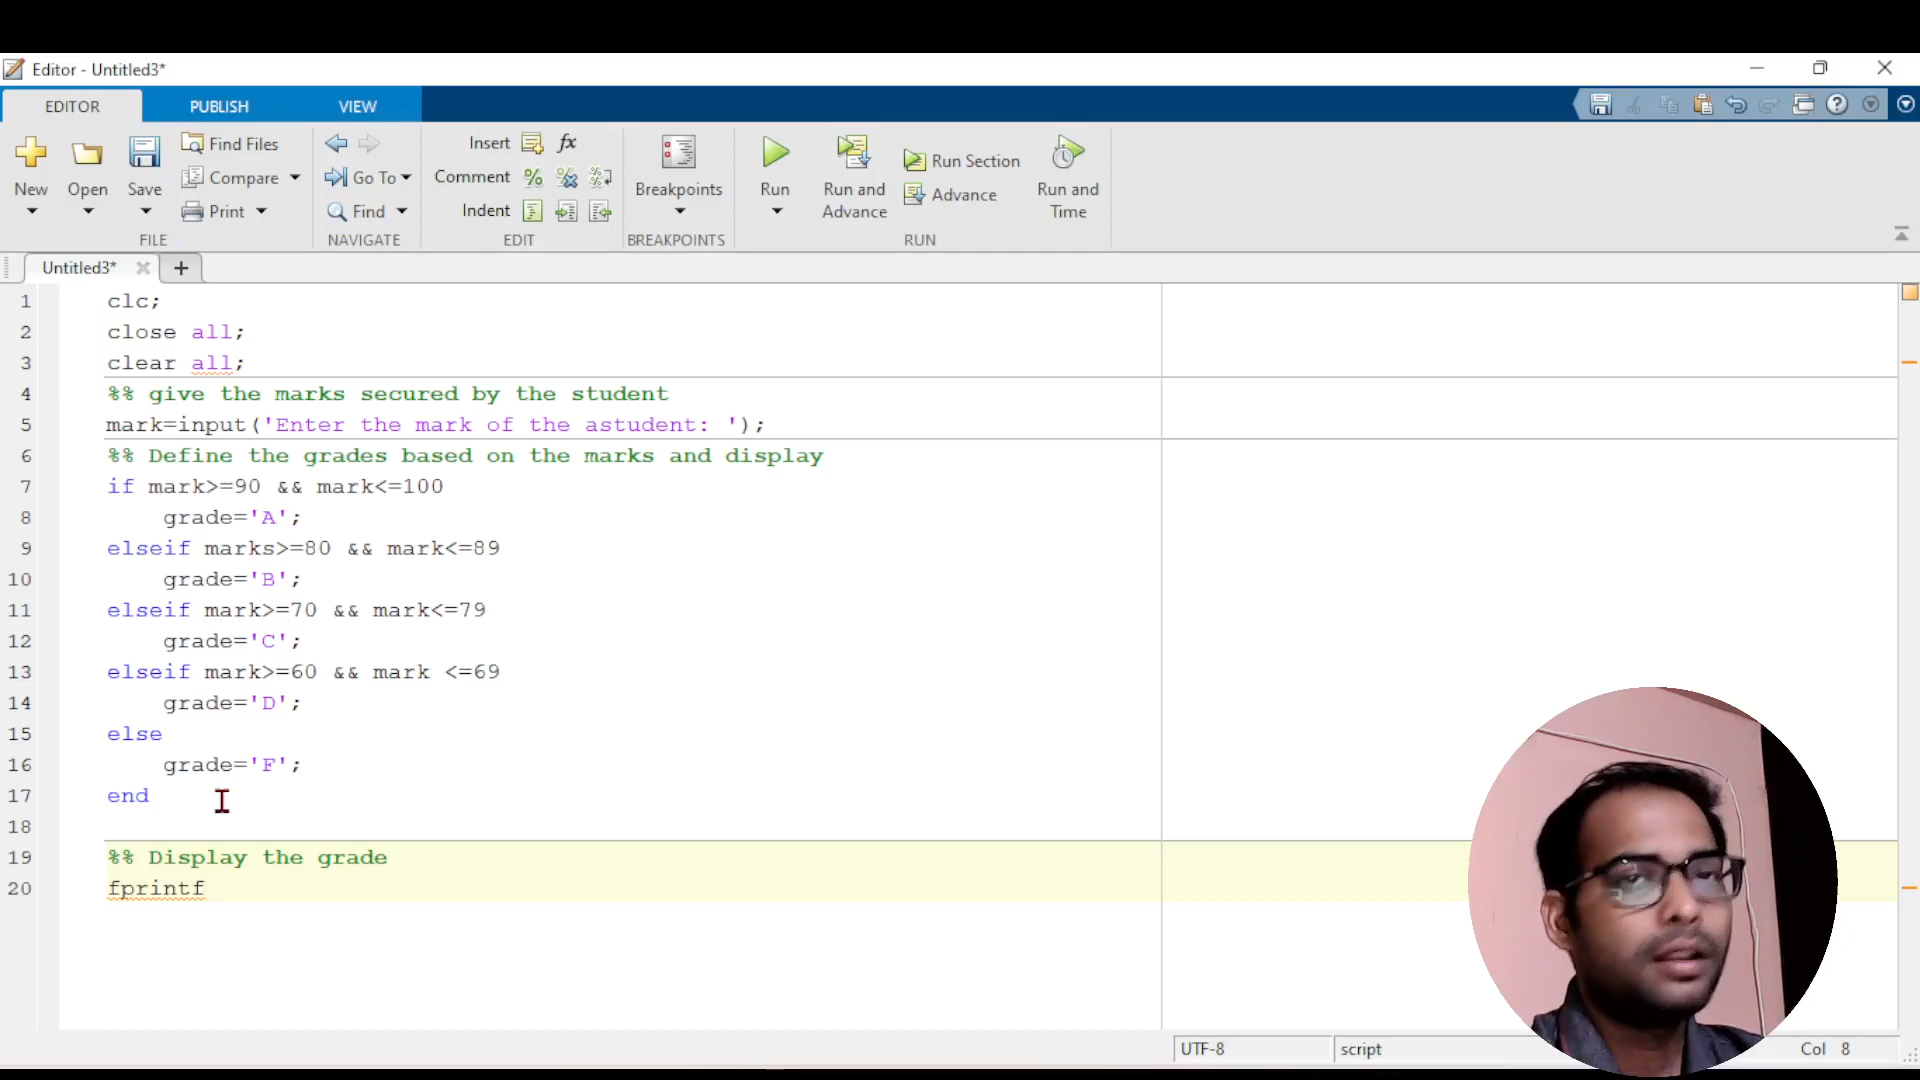 Editor - Untitled3*
EDITOR PUBLISH VIEW
New
Open
Save
Find Files
Compare
Print
FILE
Go To
Find
NAVIGATE
Insert fx
Comment
Indent
EDIT
Breakpoints
BREAKPOINTS
Run
Run and Advance
Run Section
Advance
Run and Time
RUN
Untitled3*
1 clc;
2 close all;
3 clear all;
4 %% give the marks secured by the student
5 mark=input('Enter the mark of the astudent: ');
6 %% Define the grades based on the marks and display
7 if mark>=90 && mark<=100
8 grade='A';
9 elseif marks>=80 && mark<=89
10 grade='B';
11 elseif mark>=70 && mark<=79
12 grade='C';
13 elseif mark>=60 && mark <=69
14 grade='D';
15 else
16 grade='F';
17 end
18
19 %% Display the grade
20 fprintf
UTF-8 script Col 8